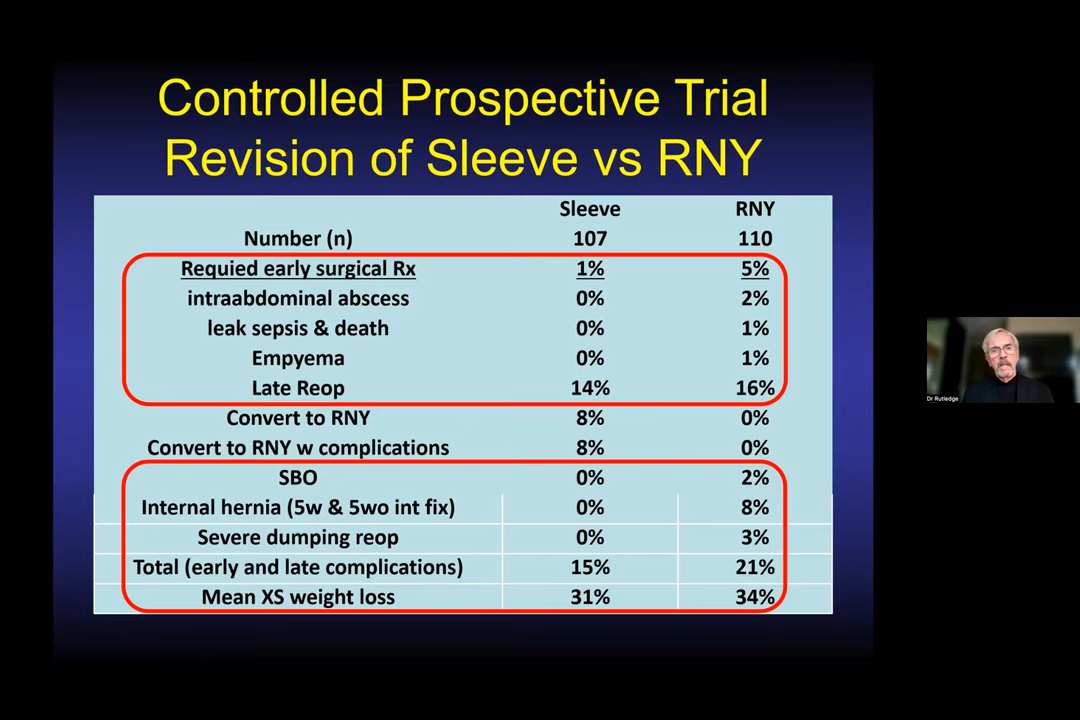 Controlled Prospective Trial
Revision of Sleeve vs RNY
Sleeve RNY
Number (n) 107 110
Requied early surgical Rx 1% 5%
intraabdominal abscess 0% 2%
leak sepsis & death 0% 1%
Empyema 0% 1%
Late Reop 14% 16%
Convert to RNY 8% 0%
Convert to RNY w complications 8% 0%
SBO 0% 2%
Internal hernia (5w & 5wo int fix) 0% 8%
Severe dumping reop 0% 3%
Total (early and late complications) 15% 21%
Mean XS weight loss 31% 34%
Dr Rutledge